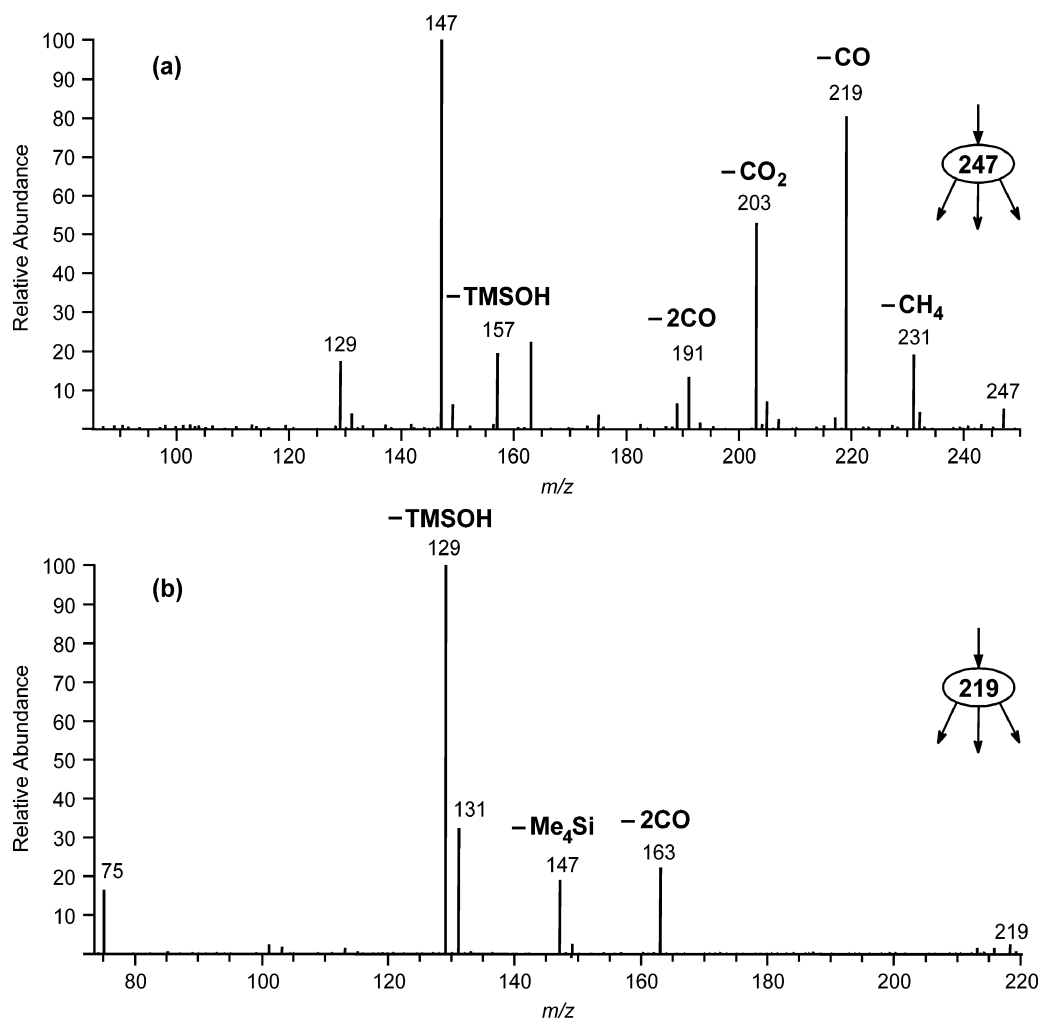 (a)
Relative Abundance
100
90
80
70
60
50
40
30
20
10
147
−CO
219
247
−CO₂
203
−TMSOH
157
−2CO
191
−CH₄
231
129
247
100 120 140 160 180 200 220 240
m/z
(b)
Relative Abundance
100
90
80
70
60
50
40
30
20
10
−TMSOH
129
219
131
−Me₄Si
147
−2CO
163
75
219
80 100 120 140 160 180 200 220
m/z